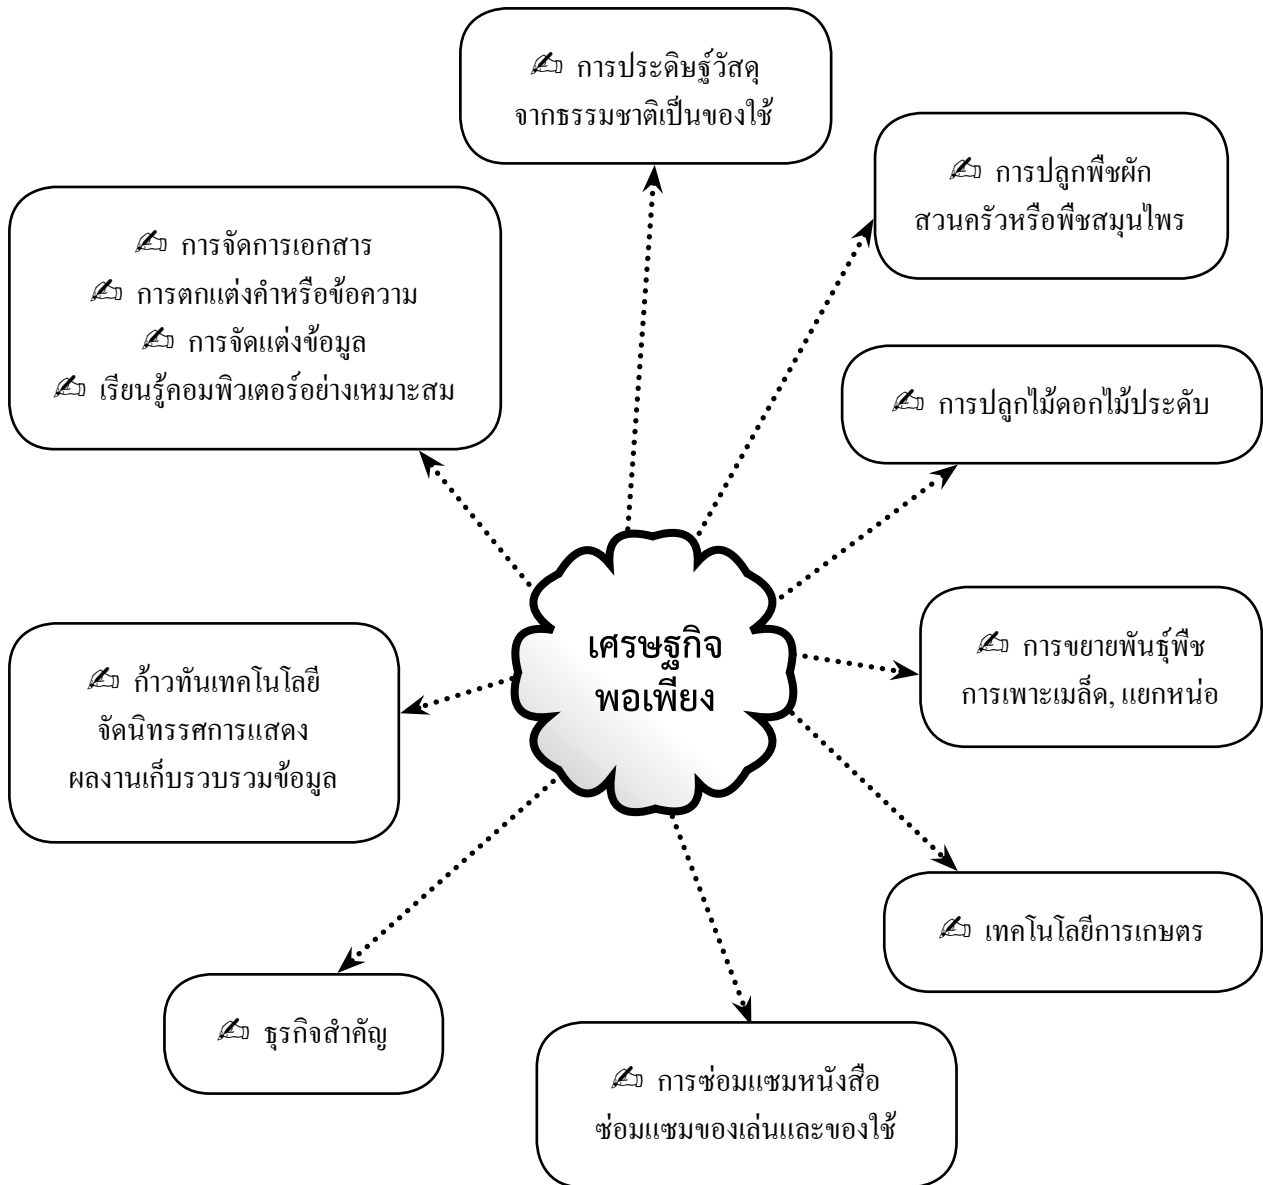 ✍ การประดิษฐ์วัสดุ
จากธรรมชาติเป็นของใช้
✍ การปลูกพืชผัก
สวนครัวหรือพืชสมุนไพร
✍ การจัดการเอกสาร
✍ การตกแต่งคำหรือข้อความ
✍ การจัดแต่งข้อมูล
✍ เรียนรู้คอมพิวเตอร์อย่างเหมาะสม
✍ การปลูกไม้ดอกไม้ประดับ
เศรษฐกิจ
พอเพียง
✍ การขยายพันธุ์พืช
การเพาะเมล็ด, แยกหน่อ
✍ ก้าวทันเทคโนโลยี
จัดนิทรรศการแสดง
ผลงานเก็บรวบรวมข้อมูล
✍ เทคโนโลยีการเกษตร
✍ ธุรกิจสำคัญ
✍ การซ่อมแซมหนังสือ
ซ่อมแซมของเล่นและของใช้